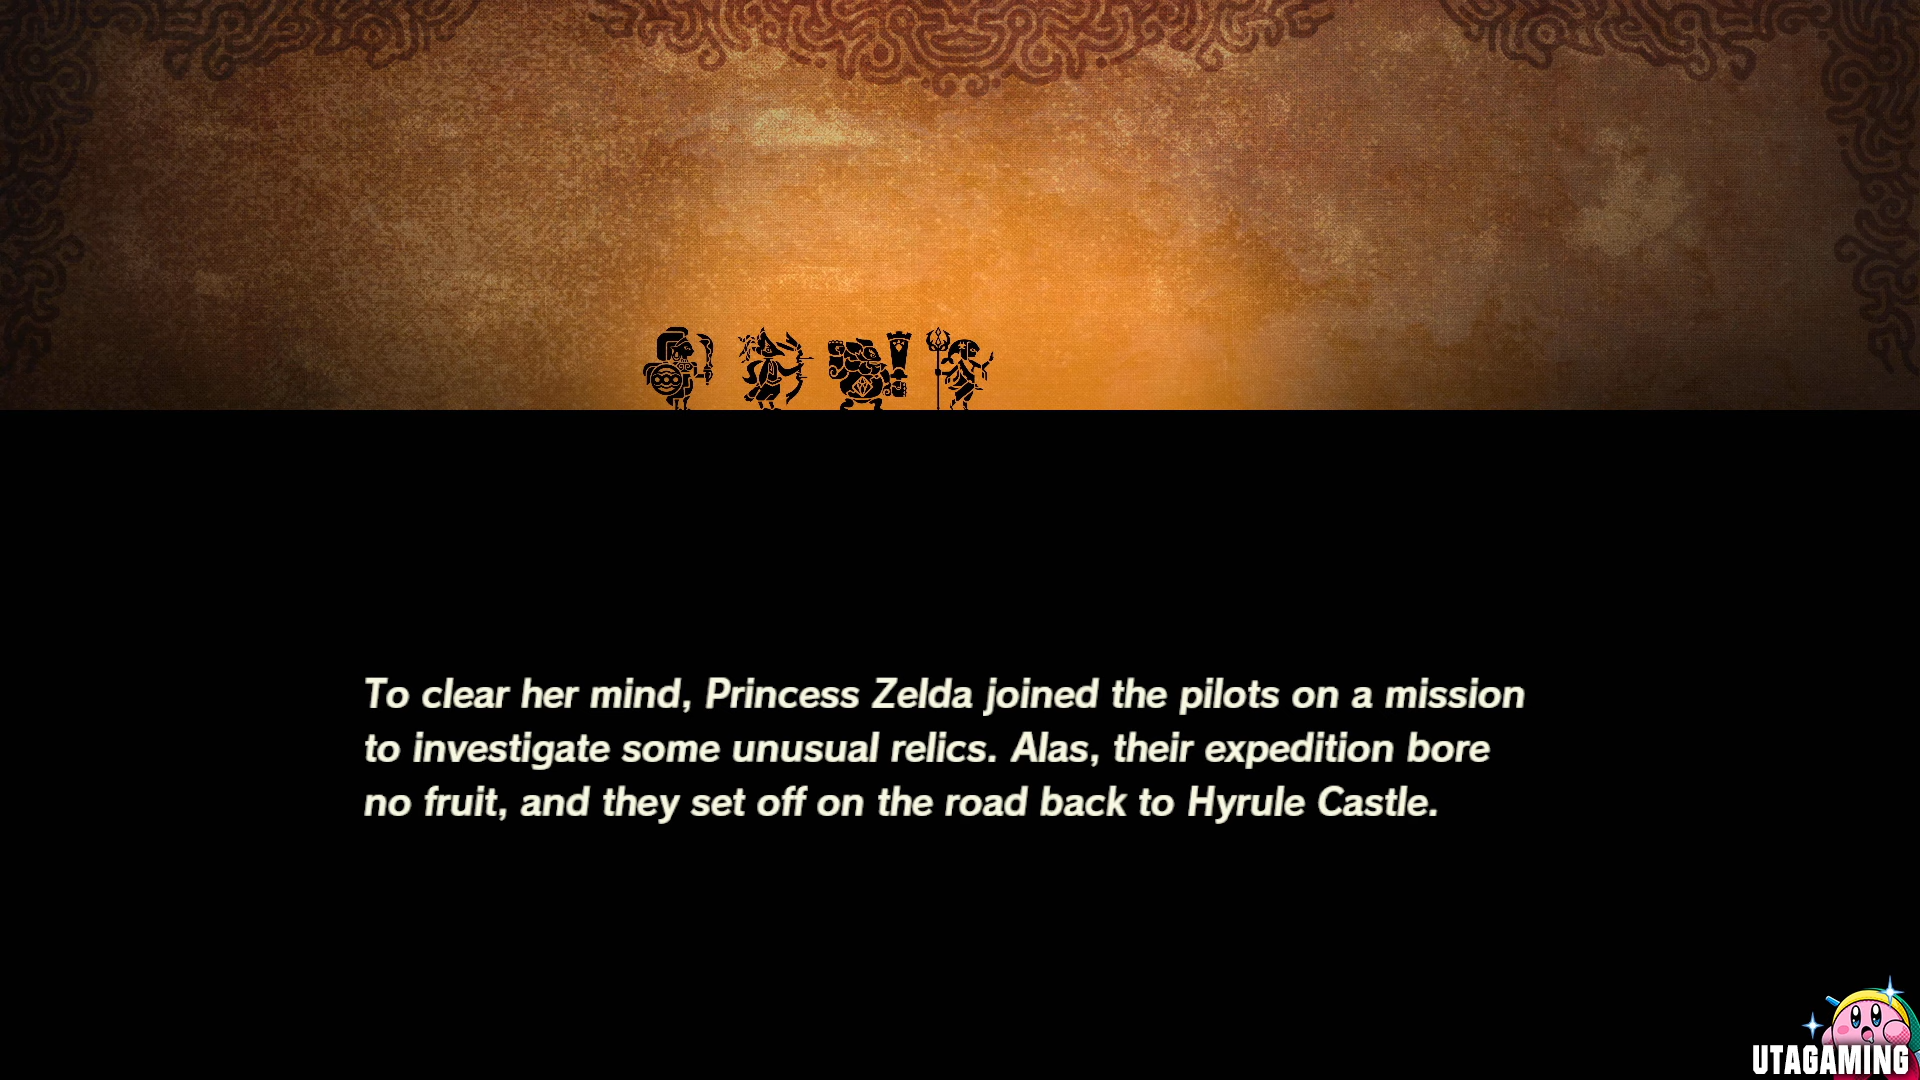 To clear her mind, Princess Zelda joined the pilots on a mission
to investigate some unusual relics. Alas, their expedition bore
no fruit, and they set off on the road back to Hyrule Castle.
UTAGAMING